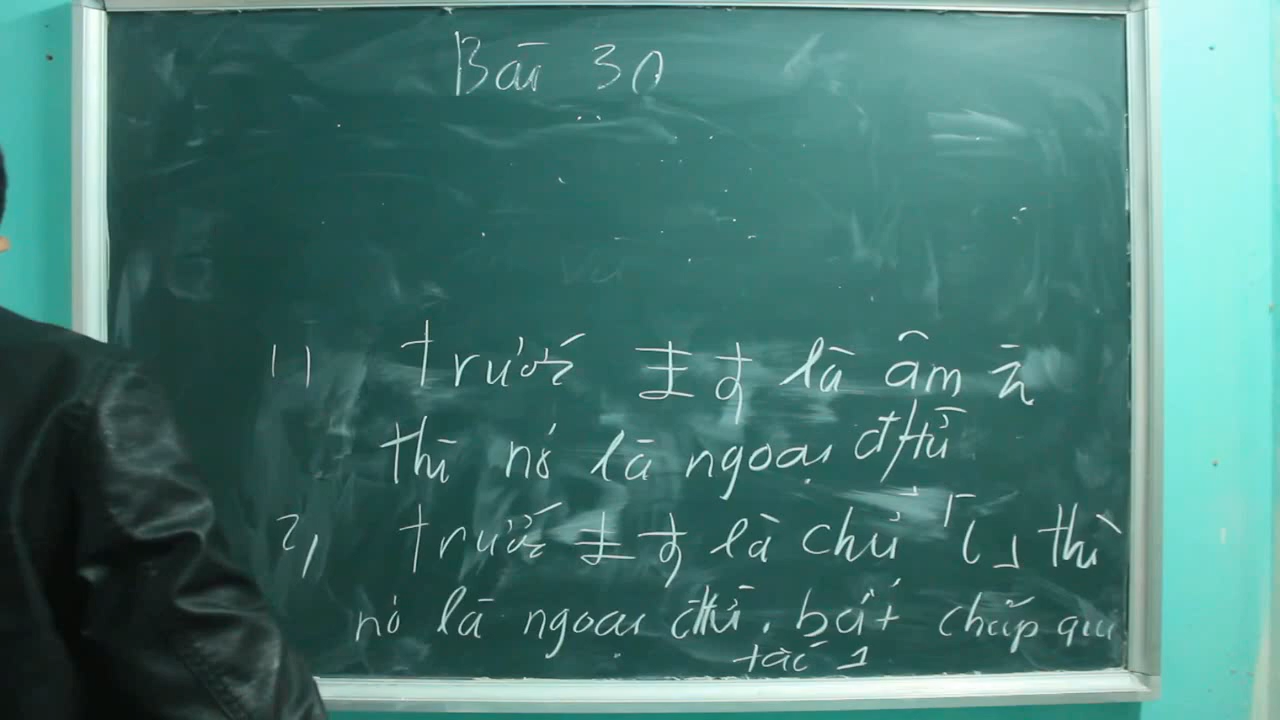 Bài 30
1) trước ます là âm え
thì nó là ngoại đ/từ
2) trước ます là chữ 「し」 thì
nó là ngoại từ. bất chấp qui
tắc 1